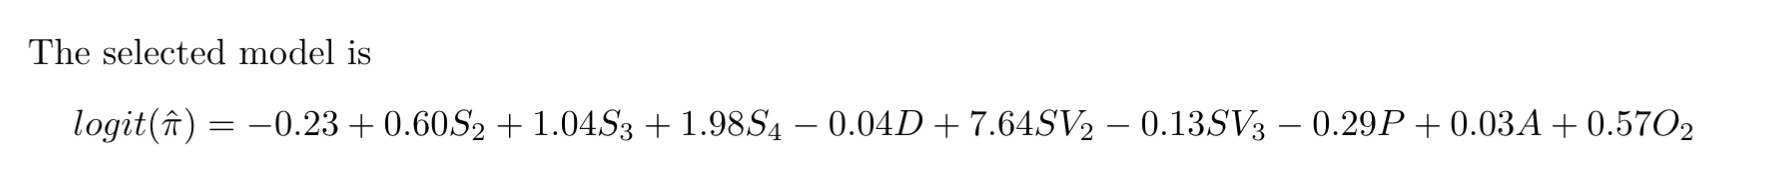 The selected model is
logit(π̂) = −0.23 + 0.60S₂ + 1.04S₃ + 1.98S₄ − 0.04D + 7.64SV₂ − 0.13SV₃ − 0.29P + 0.03A + 0.57O₂